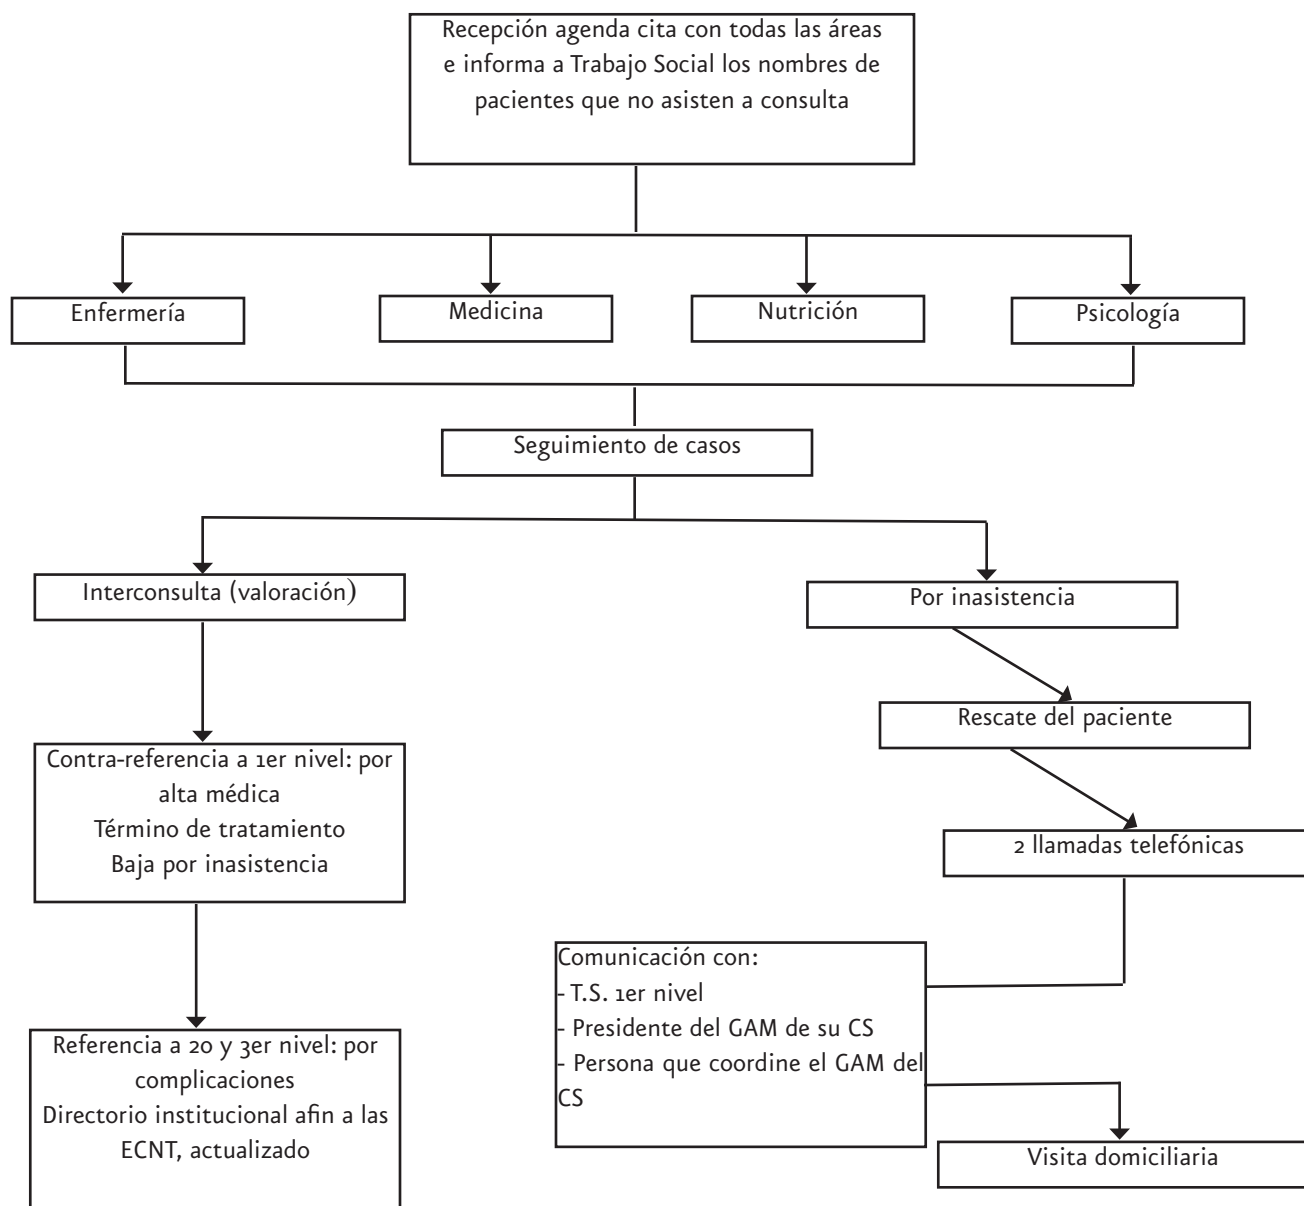 Recepción agenda cita con todas las áreas
e informa a Trabajo Social los nombres de
pacientes que no asisten a consulta
Enfermería
Medicina
Nutrición
Psicología
Seguimiento de casos
Interconsulta (valoración)
Por inasistencia
Rescate del paciente
Contra-referencia a 1er nivel: por
alta médica
Término de tratamiento
Baja por inasistencia
2 llamadas telefónicas
Comunicación con:
- T.S. 1er nivel
- Presidente del GAM de su CS
- Persona que coordine el GAM del
CS
Referencia a 2o y 3er nivel: por
complicaciones
Directorio institucional afin a las
ECNT, actualizado
Visita domiciliaria